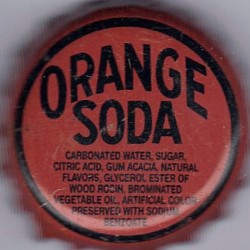 ORANGE
SODA
CARBONATED WATER, SUGAR,
CITRIC ACID, GUM ACACIA, NATURAL
FLAVORS, GLYCEROL ESTER OF
WOOD ROCIN, BROMINATED
VEGETABLE OIL, ARTIFICIAL COLOR
PRESERVED WITH SODIUM
BENZOATE